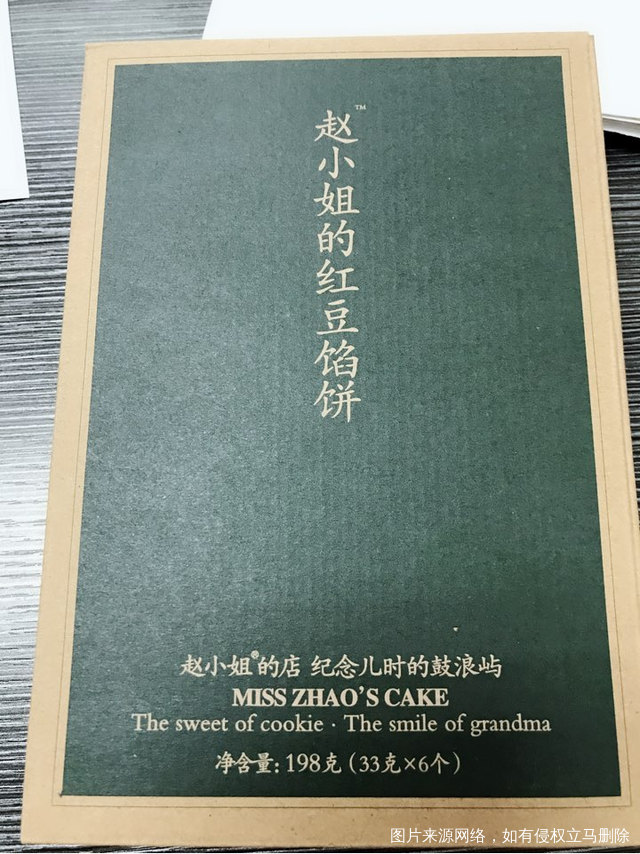 赵小姐的红豆馅饼™
赵小姐®的店 纪念儿时的鼓浪屿
MISS ZHAO'S CAKE
The sweet of cookie · The smile of grandma
净含量: 198克 (33克×6个)
图片来源网络，如有侵权立马删除